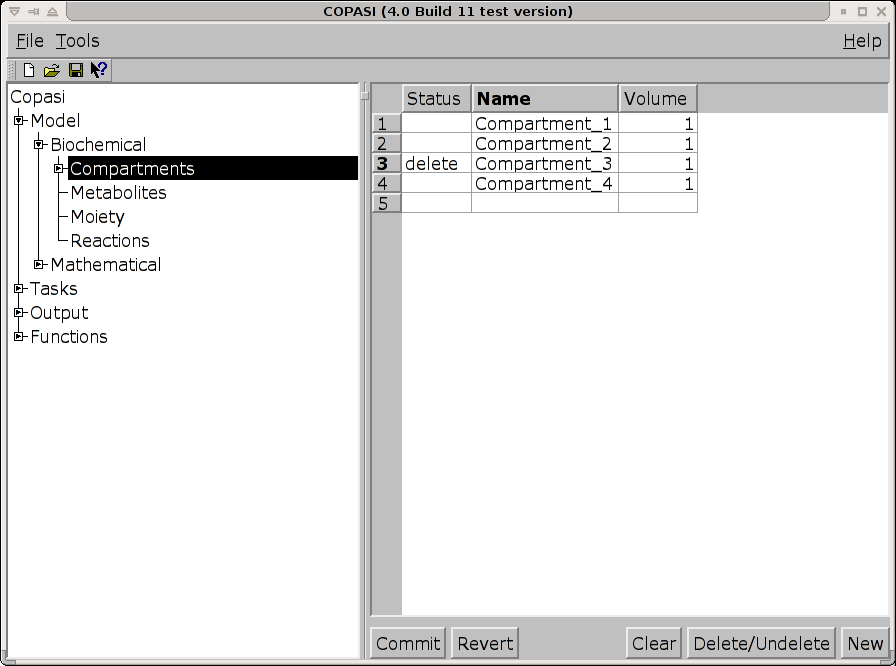 COPASI (4.0 Build 11 test version)
File Tools Help
Copasi
Model
Biochemical
Compartments
Metabolites
Moiety
Reactions
Mathematical
Tasks
Output
Functions
Status Name Volume
1 Compartment_1 1
2 Compartment_2 1
3 delete Compartment_3 1
4 Compartment_4 1
5
Commit Revert Clear Delete/Undelete New